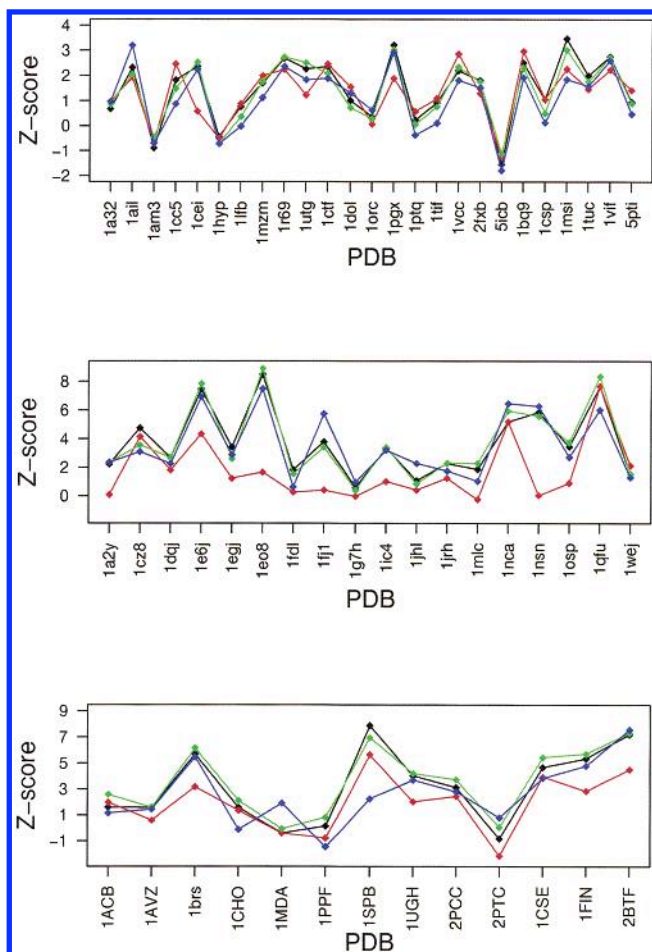 Z-score
4
3
2
1
0
-1
-2
1a32 1ail 1am3 1cc5 1cei 1hyp 1lfb 1mzm 1r69 1utg 1ctf 1dol 1orc 1pgx 1ptq 1tif 1vcc 2fxb 5icb 1bq9 1csp 1msi 1tuc 1vif 5pti
PDB
Z-score
8
6
4
2
0
1a2y 1cz8 1dqj 1e6j 1egj 1eo8 1fdl 1fj1 1g7h 1ic4 1jhl 1jrh 1mlc 1nca 1nsn 1osp 1qfu 1wej
PDB
Z-score
9
7
5
3
1
-1
1ACB 1AVZ 1brs 1CHO 1MDA 1PPF 1SPB 1UGH 2PCC 2PTC 1CSE 1FIN 2BTF
PDB